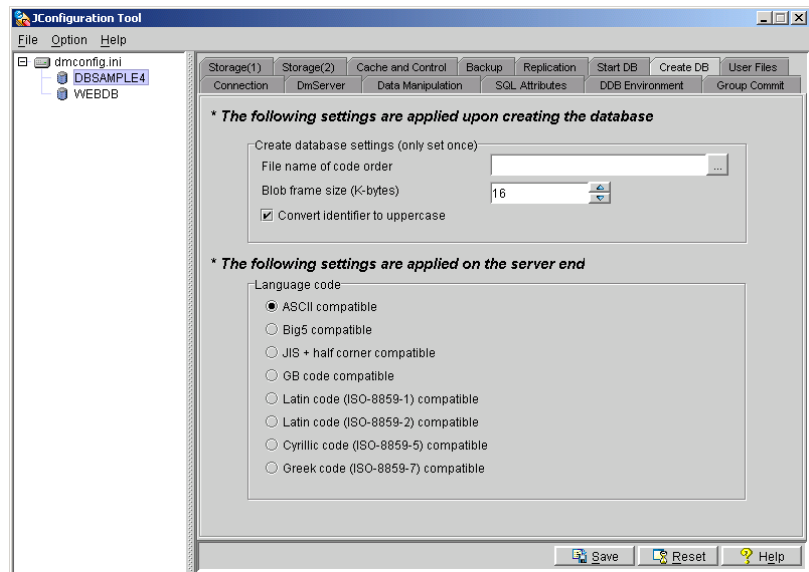 JConfiguration Tool
File Option Help
dmconfig.ini
DBSAMPLE4
WEBDB
Storage(1) Storage(2) Cache and Control Backup Replication Start DB Create DB User Files
Connection DmServer Data Manipulation SQL Attributes DDB Environment Group Commit
* The following settings are applied upon creating the database
Create database settings (only set once)
File name of code order ...
Blob frame size (K-bytes) 16
Convert identifier to uppercase
* The following settings are applied on the server end
Language code
ASCII compatible
Big5 compatible
JIS + half corner compatible
GB code compatible
Latin code (ISO-8859-1) compatible
Latin code (ISO-8859-2) compatible
Cyrillic code (ISO-8859-5) compatible
Greek code (ISO-8859-7) compatible
Save Reset Help